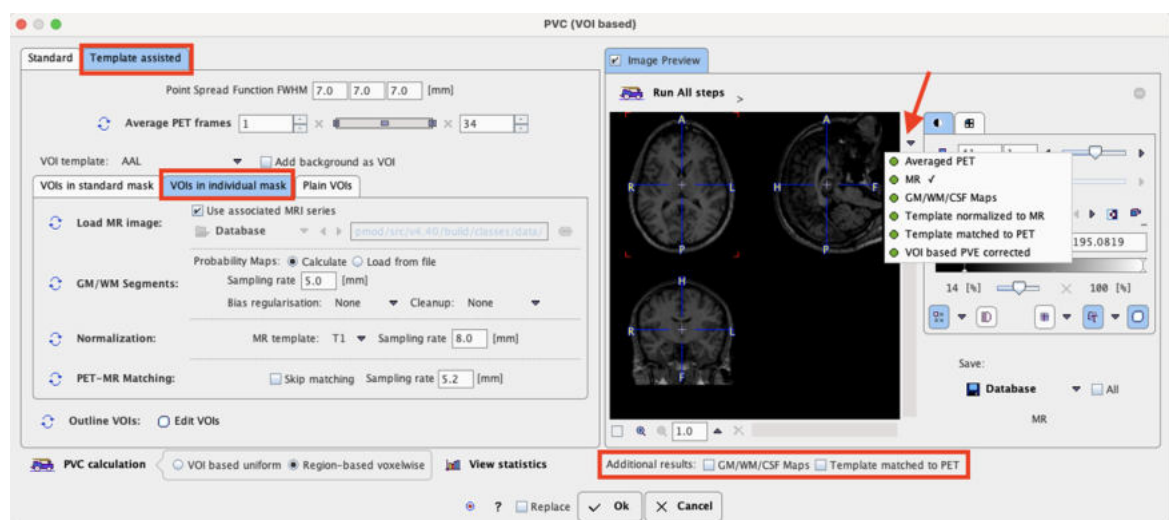 PVC (VOI based)
Standard Template assisted
Point Spread Function FWHM 7.0 7.0 7.0 [mm]
Average PET frames 1 34
VOI template: AAL Add background as VOI
VOIs in standard mask VOIs in individual mask Plain VOIs
Load MR image: Use associated MRI series
Database pmod/src/v4.40/build/classes/data/
GM/WM Segments: Probability Maps: Calculate Load from file
Sampling rate 5.0 [mm]
Bias regularisation: None Cleanup: None
Normalization: MR template: T1 Sampling rate 8.0 [mm]
PET-MR Matching: Skip matching Sampling rate 5.2 [mm]
Outline VOIs: Edit VOIs
PVC calculation VOI based uniform Region-based voxelwise View statistics
Image Preview
Run All steps >
A
R L
P
A
H F
P
H
R L
F
1.0
Averaged PET
MR ✓
GM/WM/CSF Maps
Template normalized to MR
Template matched to PET
VOI based PVE corrected
195.0819
14 [%] 100 [%]
Save:
Database All
MR
Additional results: GM/WM/CSF Maps Template matched to PET
? Replace Ok Cancel